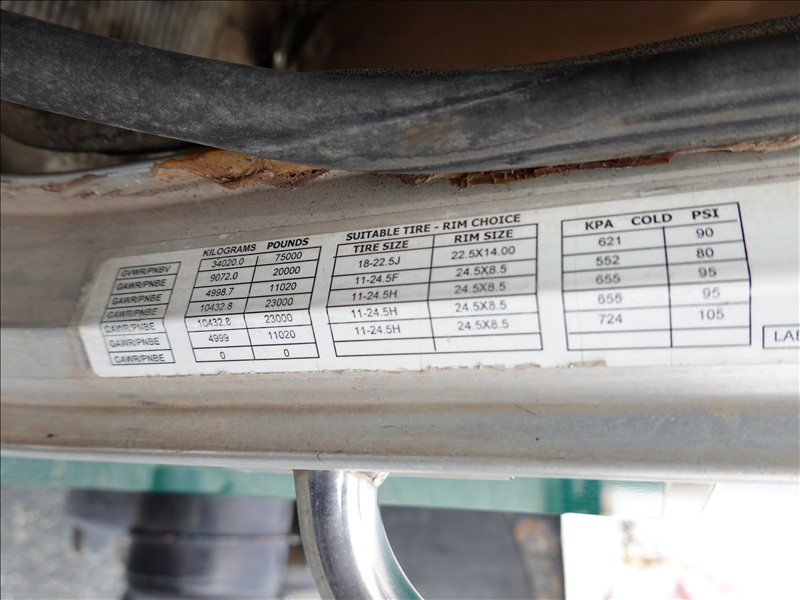 KILOGRAMS POUNDS SUITABLE TIRE - RIM CHOICE
TIRE SIZE RIM SIZE KPA COLD PSI
GVWR/PNBV 34020.0 75000
GAWR/PNBE 9072.0 20000 18-22.5J 22.5X14.00 621 90
GAWR/PNBE 4998.7 11020 11-24.5F 24.5X8.5 552 80
GAWR/PNBE 10432.8 23000 11-24.5H 24.5X8.5 655 95
GAWR/PNBE 10432.8 23000 11-24.5H 24.5X8.5 655 95
GAWR/PNBE 4999 11020 11-24.5H 24.5X8.5 724 105
GAWR/PNBE 0 0
LAB